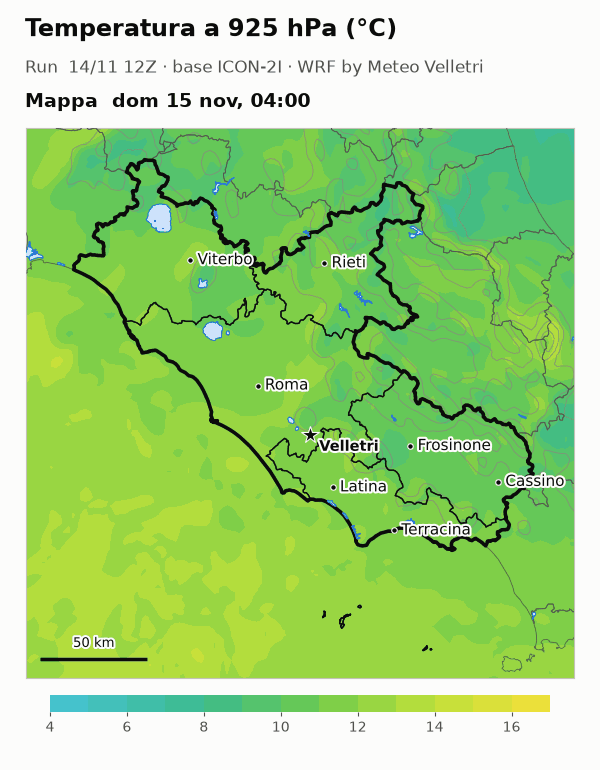 Temperatura a 925 hPa (°C)
Run  14/11 12Z · base ICON-2I · WRF by Meteo Velletri
Mappa  dom 15 nov, 04:00
Viterbo
Rieti
Roma
Velletri
Frosinone
Latina
Cassino
Terracina
50 km
4 6 8 10 12 14 16